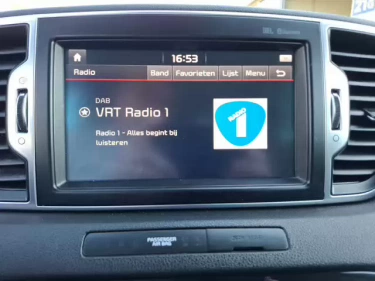 JBL
16:53
Radio
Band Favorieten Lijst Menu
DAB
VRT Radio 1
Radio 1 - Alles begint bij
luisteren
1
PASSENGER
AIR BAG